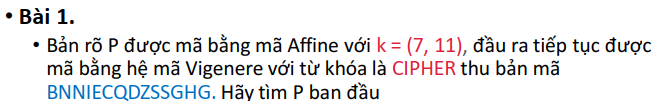 • Bài 1.
• Bản rõ P được mã bằng mã Affine với k = (7, 11), đầu ra tiếp tục được
mã bằng hệ mã Vigenere với từ khóa là CIPHER thu bản mã
BNNIECQDZSSGHG. Hãy tìm P ban đầu